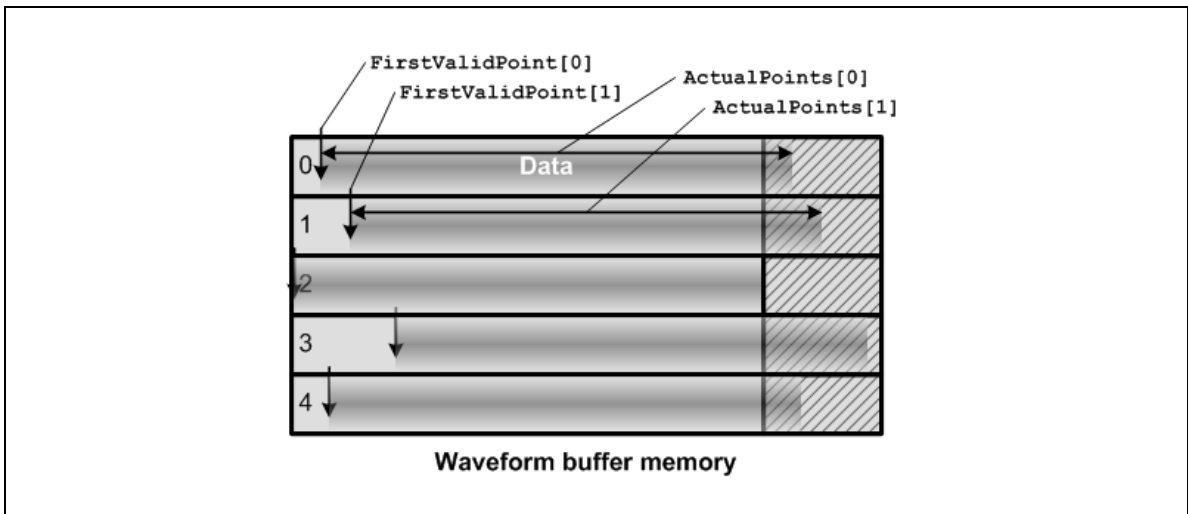 FirstValidPoint[0]
ActualPoints[0]
FirstValidPoint[1]
ActualPoints[1]
0
Data
1
2
3
4
Waveform buffer memory